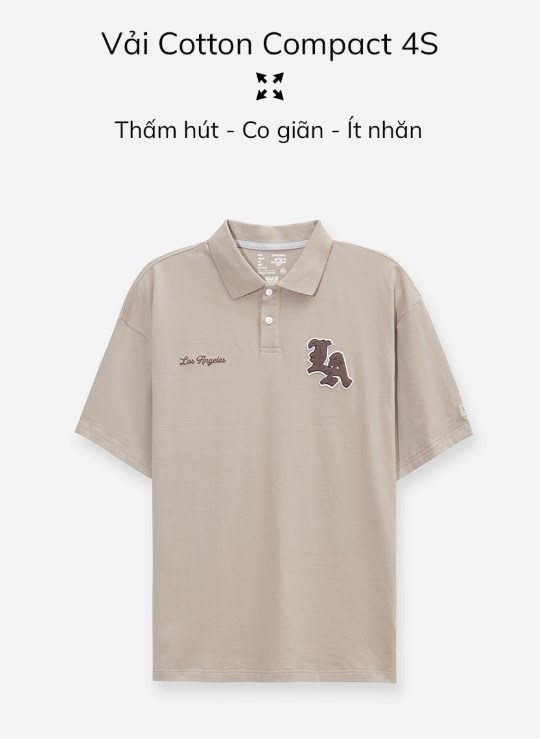 Vải Cotton Compact 4S
Thấm hút - Co giãn - Ít nhăn
Los Angeles
LA